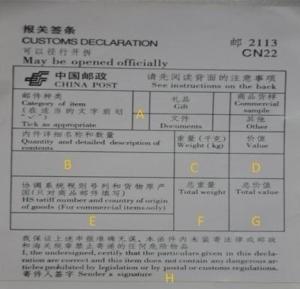 报关签条
CUSTOMS DECLARATION
可以径行开拆
May be opened officially
邮 2113
CN22
中国邮政
CHINA POST
请先阅读背面的注意事项
See instructions on the back
邮件种类
Category of item
(在适当的文字前划
"√")
Tick as appropriate
A
礼品
Gift
商品货样
Commercial
sample
文件
Documents
其他
Other
内件详细名称和数量
Quantity and detailed description of
contents
B
重量(千克)
Weight (kg)
C
价值
Value
D
协调系统税则号列和货物原产
国(只对商品邮件填写)
HS tatiff number and country of origin
of goods (For commercial items only)
E
总重量
Total weight
F
总价值
Total value
G
我保证上述申报准确无误,本函件内未装寄法律或邮政
和海关规章禁止寄递的任何危险物品
I, the undersigned, certify that the particulars given in this decla-
ration are correct and this item does not contain any dangerous ar-
ticles prohibited by legislation or by postal or customs regulations.
寄件人签字 Sender's signature
H